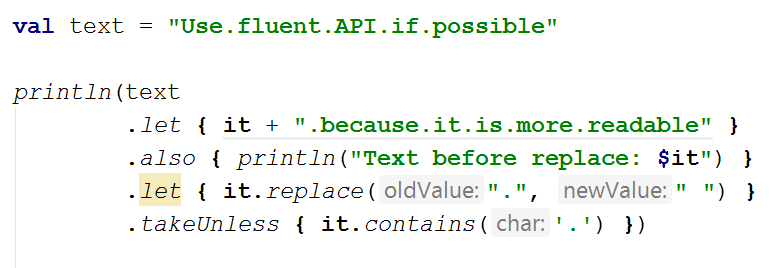 val text = "Use.fluent.API.if.possible"
println(text
.let { it + ".because.it.is.more.readable" }
.also { println("Text before replace: $it") }
.let { it.replace( oldValue: ".", newValue: " ") }
.takeUnless { it.contains( char: '.') })